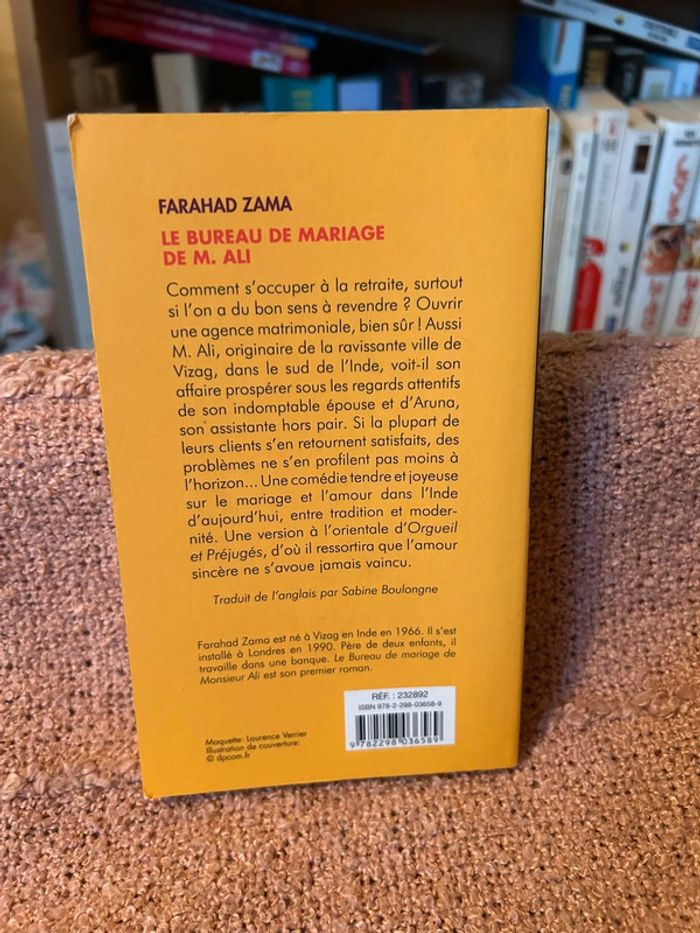 FARAHAD ZAMA
LE BUREAU DE MARIAGE
DE M. ALI
Comment s'occuper à la retraite, surtout
si l'on a du bon sens à revendre ? Ouvrir
une agence matrimoniale, bien sûr ! Aussi
M. Ali, originaire de la ravissante ville de
Vizag, dans le sud de l'Inde, voit-il son
affaire prospérer sous les regards attentifs
de son indomptable épouse et d'Aruna,
son assistante hors pair. Si la plupart de
leurs clients s'en retournent satisfaits, des
problèmes ne s'en profilent pas moins à
l'horizon... Une comédie tendre et joyeuse
sur le mariage et l'amour dans l'Inde
d'aujourd'hui, entre tradition et moder-
nité. Une version à l'orientale d'Orgueil
et Préjugés, d'où il ressortira que l'amour
sincère ne s'avoue jamais vaincu.
Traduit de l'anglais par Sabine Boulongne
Farahad Zama est né à Vizag en Inde en 1966. Il s'est
installé à Londres en 1990. Père de deux enfants, il
travaille dans une banque. Le Bureau de mariage de
Monsieur Ali est son premier roman.
RÉF. : 232892
ISBN 978-2-298-03658-9
9 782298 036589
Maquette: Laurence Verrier
Illustration de couverture:
© dpcom.fr